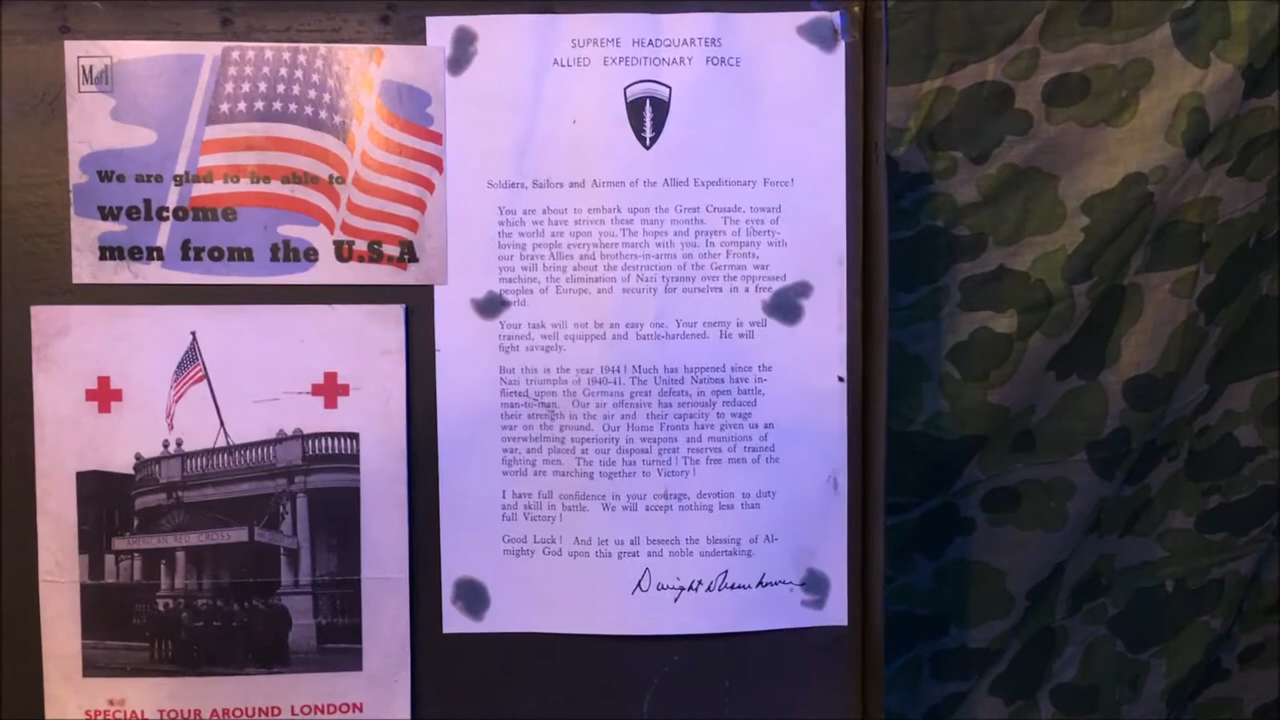 MofI
We are glad to be able to
welcome
men from the U.S.A
SUPREME HEADQUARTERS
ALLIED EXPEDITIONARY FORCE
Soldiers, Sailors and Airmen of the Allied Expeditionary Force!
You are about to embark upon the Great Crusade, toward
which we have striven these many months. The eyes of
the world are upon you. The hopes and prayers of liberty-
loving people everywhere march with you. In company with
our brave Allies and brothers-in-arms on other Fronts,
you will bring about the destruction of the German war
machine, the elimination of Nazi tyranny over the oppressed
peoples of Europe, and security for ourselves in a free
world.
Your task will not be an easy one. Your enemy is well
trained, well equipped and battle-hardened. He will
fight savagely.
But this is the year 1944! Much has happened since the
Nazi triumphs of 1940-41. The United Nations have in-
flicted upon the Germans great defeats, in open battle,
man-to-man. Our air offensive has seriously reduced
their strength in the air and their capacity to wage
war on the ground. Our Home Fronts have given us an
overwhelming superiority in weapons and munitions of
war, and placed at our disposal great reserves of trained
fighting men. The tide has turned! The free men of the
world are marching together to Victory!
I have full confidence in your courage, devotion to duty
and skill in battle. We will accept nothing less than
full Victory!
Good Luck! And let us all beseech the blessing of Al-
mighty God upon this great and noble undertaking.
Dwight D Eisenhower
AMERICAN RED CROSS
SPECIAL TOUR AROUND LONDON